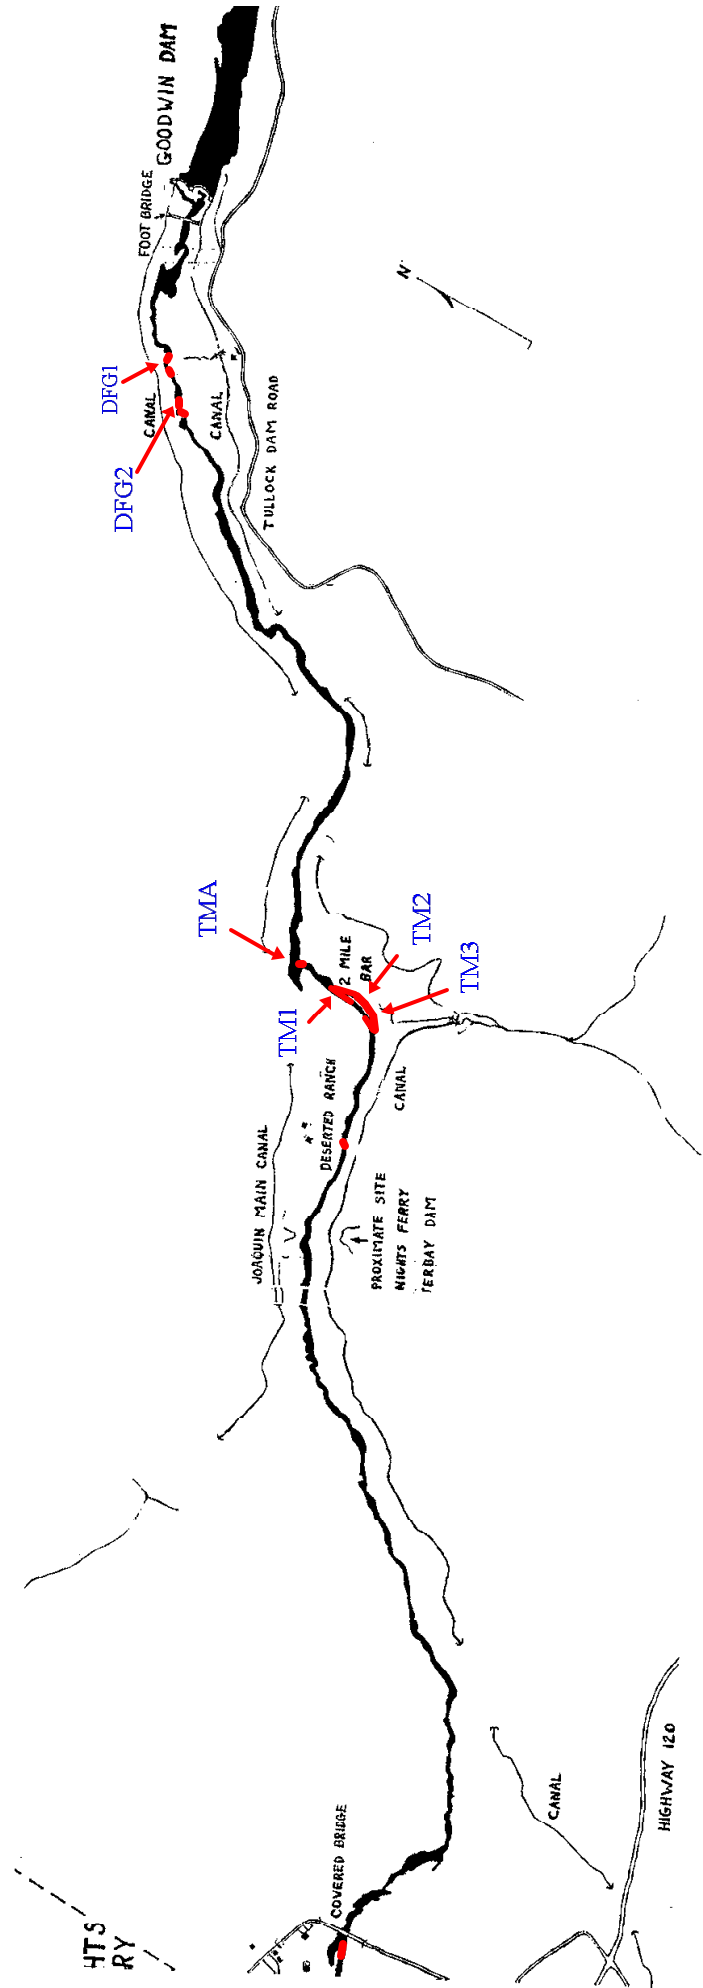 GOODWIN DAM
FOOT BRIDGE
N
DFG1
CANAL
CANAL
DFG2
TULLOCK DAM ROAD
TMA
TM2
2 MILE
BAR
TM3
TM1
DESERTED RANCH
CANAL
JOAQUIN MAIN CANAL
PROXIMATE SITE
NIGHTS FERRY
TERBAY DAM
HIGHWAY 120
CANAL
COVERED BRIDGE
HTS
RY